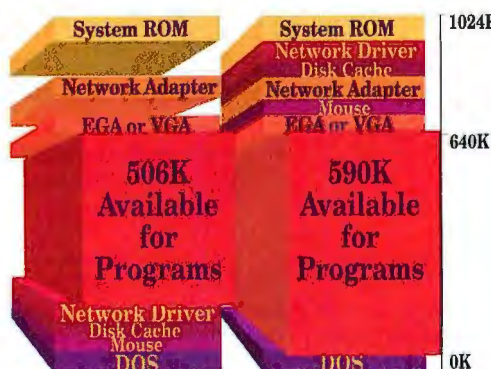 System ROM
Network Adapter
EGA or VGA
506K
Available
for
Programs
Network Driver
Disk Cache
Mouse
DOS
System ROM
Network Driver
Disk Cache
Network Adapter
Mouse
EGA or VGA
590K
Available
for
Programs
DOS
1024K
640K
0K